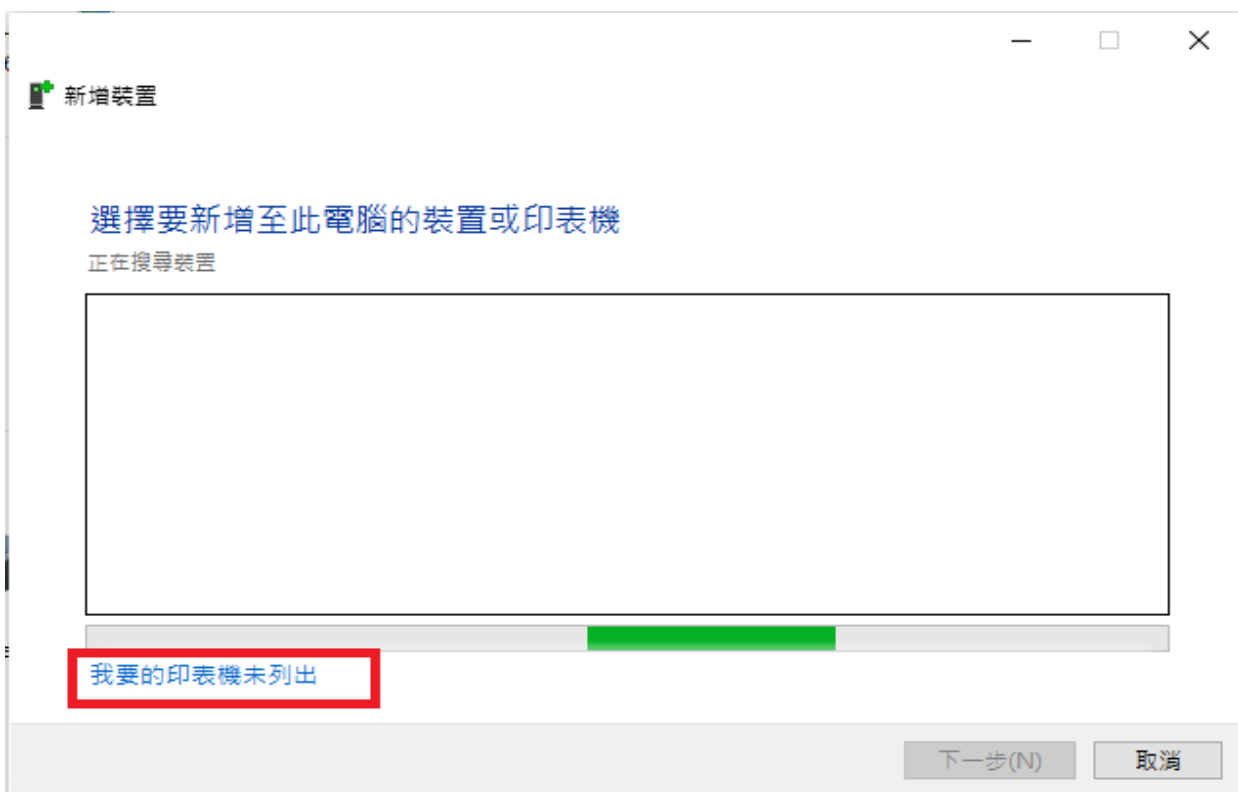 新增裝置
選擇要新增至此電腦的裝置或印表機
正在搜尋裝置
我要的印表機未列出
下一步(N)
取消